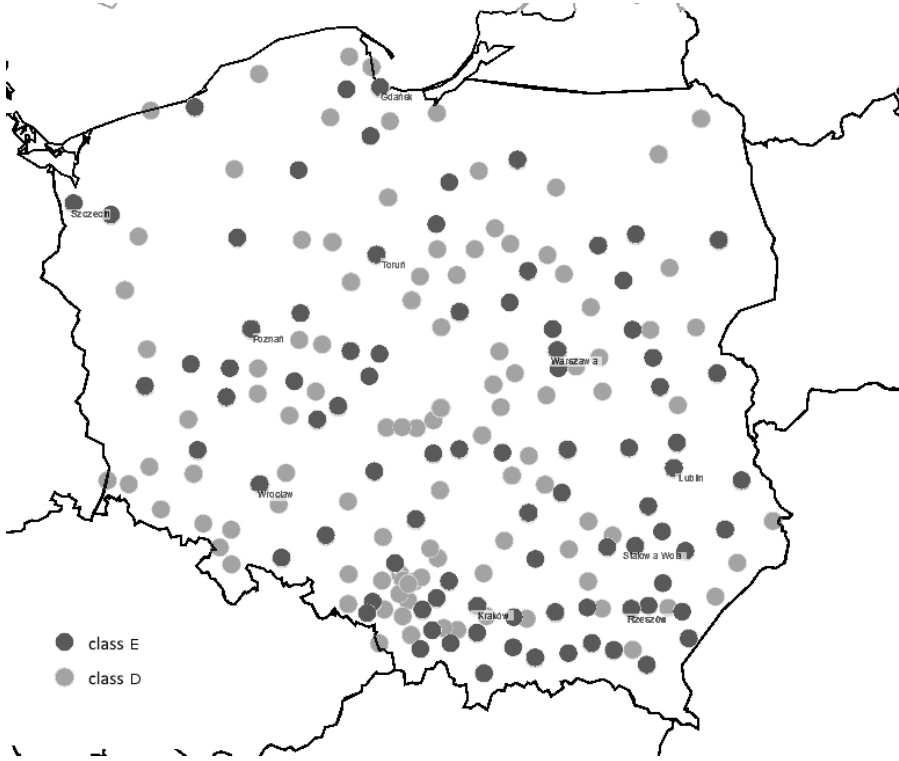 Gdańsk
Szczecin
Toruń
Poznań
Warszawa
Lublin
Wrocław
Stalowa Wola
Kraków
Rzeszów
class E
class D